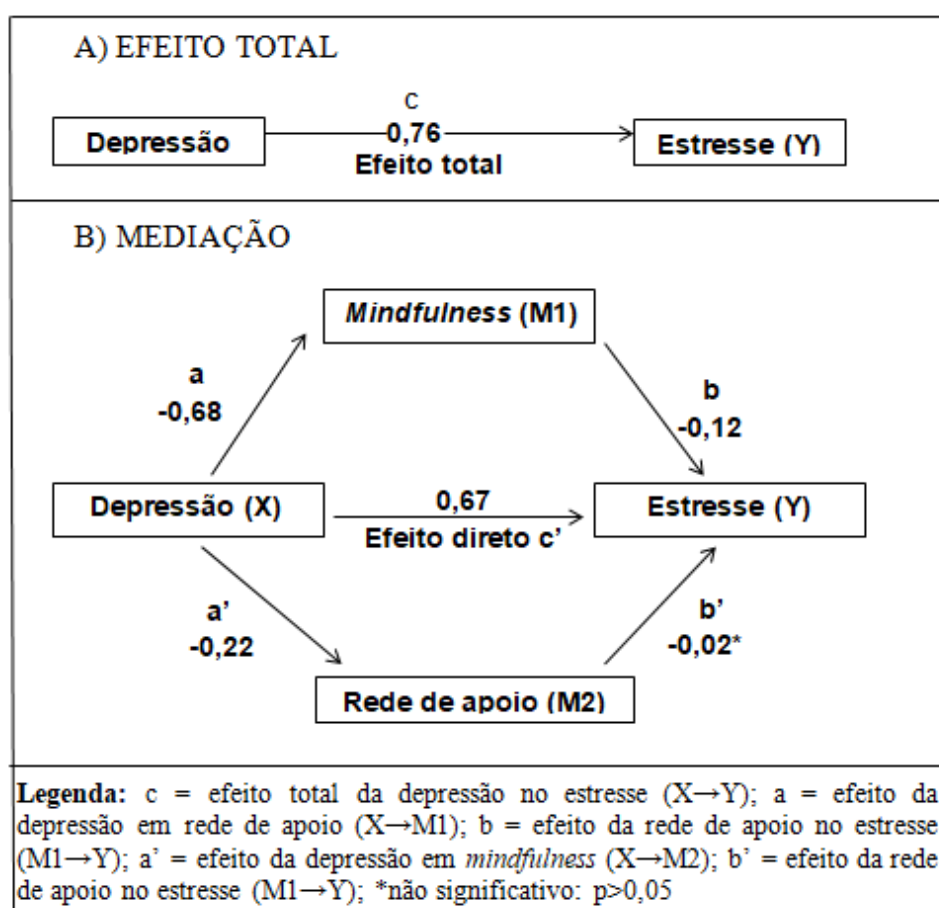 A) EFEITO TOTAL
c
Depressão
0,76
Estresse (Y)
Efeito total
B) MEDIAÇÃO
Mindfulness (M1)
a
-0,68
b
-0,12
Depressão (X)
0,67
Estresse (Y)
Efeito direto c’
a’
-0,22
b’
-0,02*
Rede de apoio (M2)
Legenda: c = efeito total da depressão no estresse (X→Y); a = efeito da
depressão em rede de apoio (X→M1); b = efeito da rede de apoio no estresse
(M1→Y); a’ = efeito da depressão em mindfulness (X→M2); b’ = efeito da rede
de apoio no estresse (M1→Y); *não significativo: p>0,05